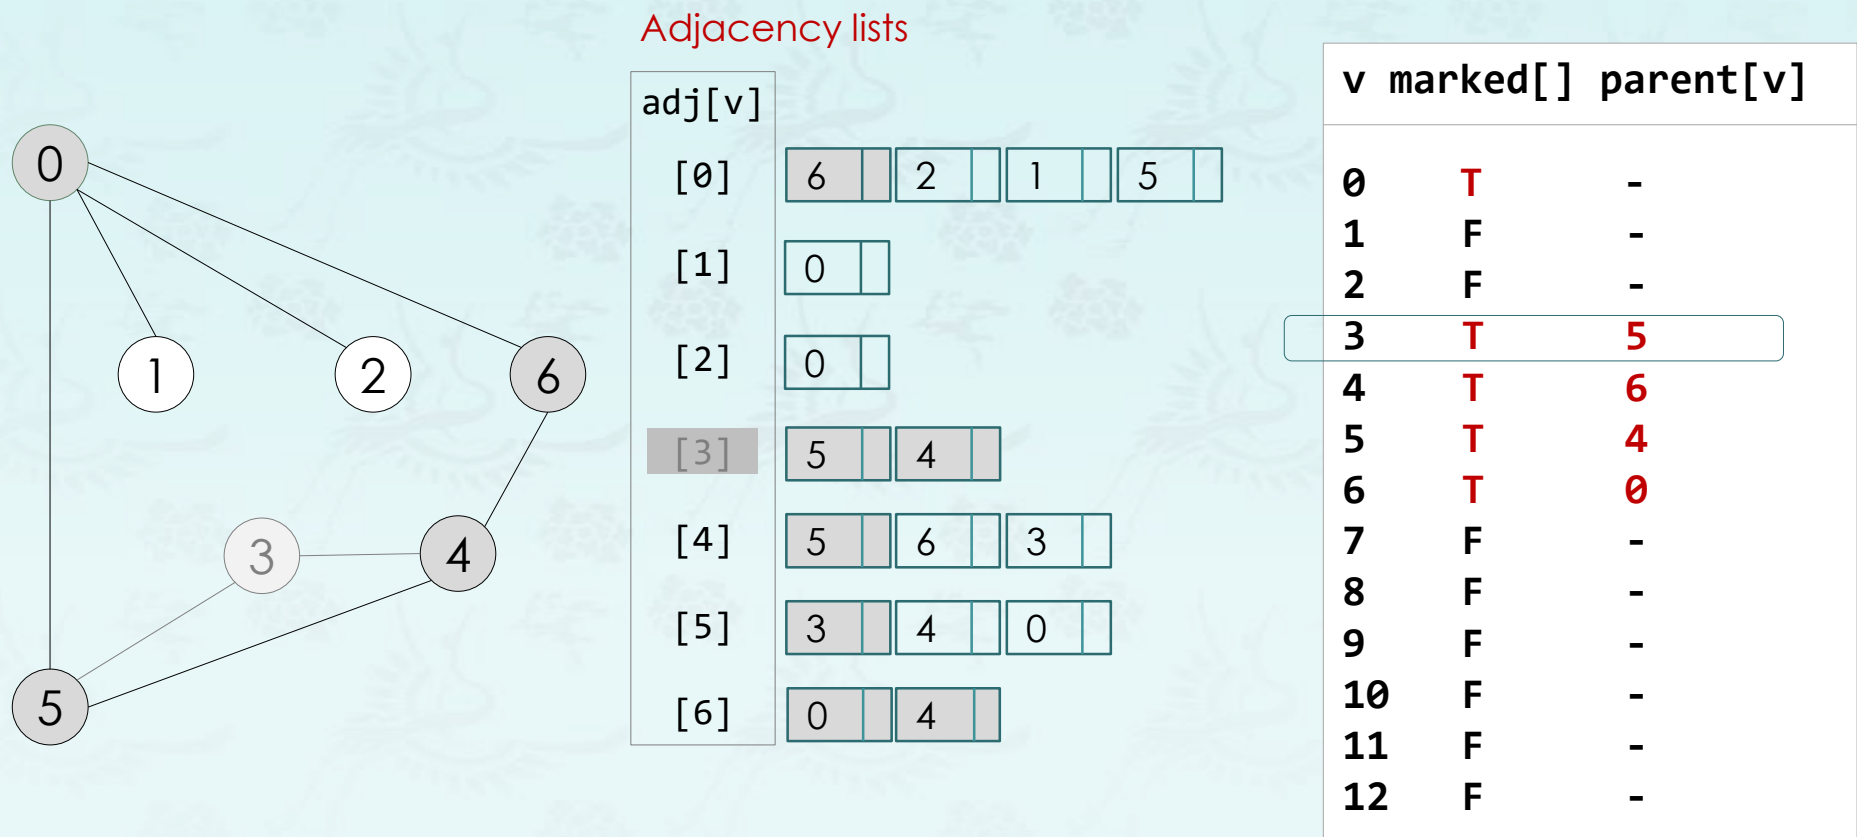 Adjacency lists
adj[v]
[0] 6 2 1 5
[1] 0
[2] 0
[3] 5 4
[4] 5 6 3
[5] 3 4 0
[6] 0 4
0
1 2 6
3 4
5
v marked[] parent[v]
0 T -
1 F -
2 F -
3 T 5
4 T 6
5 T 4
6 T 0
7 F -
8 F -
9 F -
10 F -
11 F -
12 F -